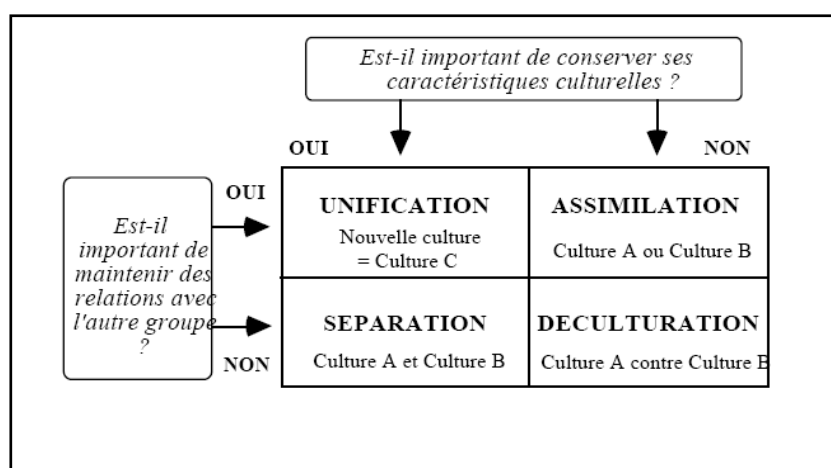 Est-il important de conserver ses
caractéristiques culturelles ?
OUI
NON
Est-il
important de
maintenir des
relations avec
l'autre groupe
?
OUI
NON
UNIFICATION
Nouvelle culture
= Culture C
ASSIMILATION
Culture A ou Culture B
SEPARATION
Culture A et Culture B
DECULTURATION
Culture A contre Culture B